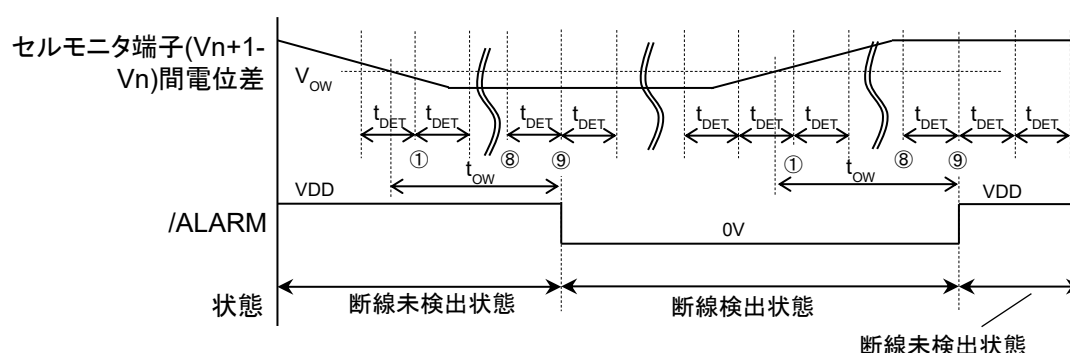 セルモニタ端子(Vn+1-
Vn)間電位差
VOW
tDET tDET tDET tDET tDET tDET tDET tDET tDET tDET
① ⑧ ⑨ ① ⑧ ⑨
tOW tOW
VDD VDD
/ALARM
0V
状態
断線未検出状態 断線検出状態
断線未検出状態